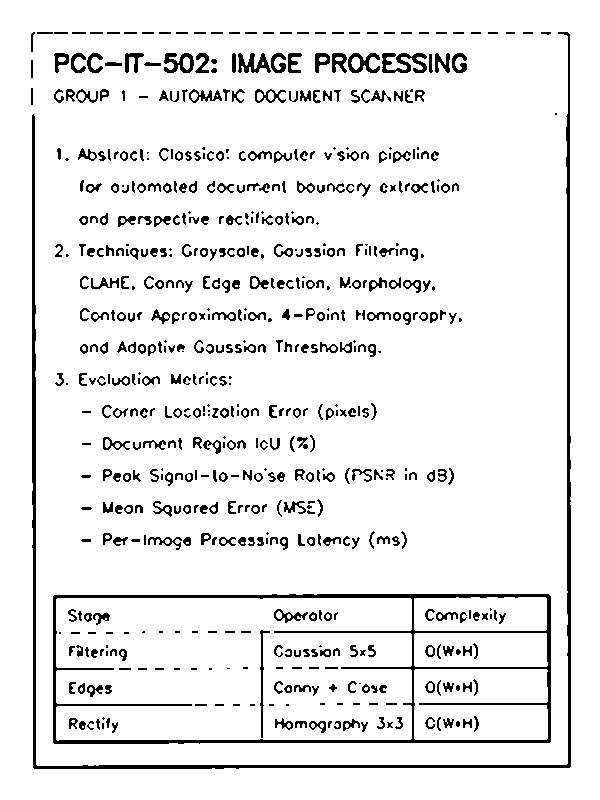 PCC-IT-502: IMAGE PROCESSING
GROUP 1 - AUTOMATIC DOCUMENT SCANNER
1. Abstract: Classical computer vision pipeline
for automated document boundary extraction
and perspective rectification.
2. Techniques: Grayscale, Gaussian Filtering,
CLAHE, Canny Edge Detection, Morphology,
Contour Approximation, 4-Point Homography,
and Adaptive Gaussian Thresholding.
3. Evaluation Metrics:
- Corner Localization Error (pixels)
- Document Region IoU (%)
- Peak Signal-to-Noise Ratio (PSNR in dB)
- Mean Squared Error (MSE)
- Per-Image Processing Latency (ms)
Stage Operator Complexity
Filtering Gaussian 5x5 O(W*H)
Edges Canny + Close O(W*H)
Rectify Homography 3x3 O(W*H)